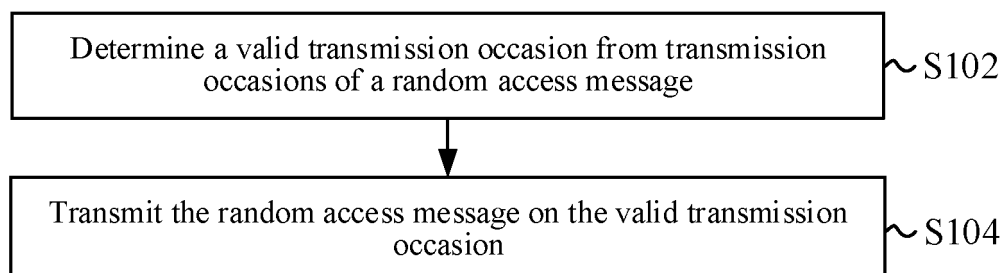 Determine a valid transmission occasion from transmission
occasions of a random access message
S102
Transmit the random access message on the valid transmission
occasion
S104